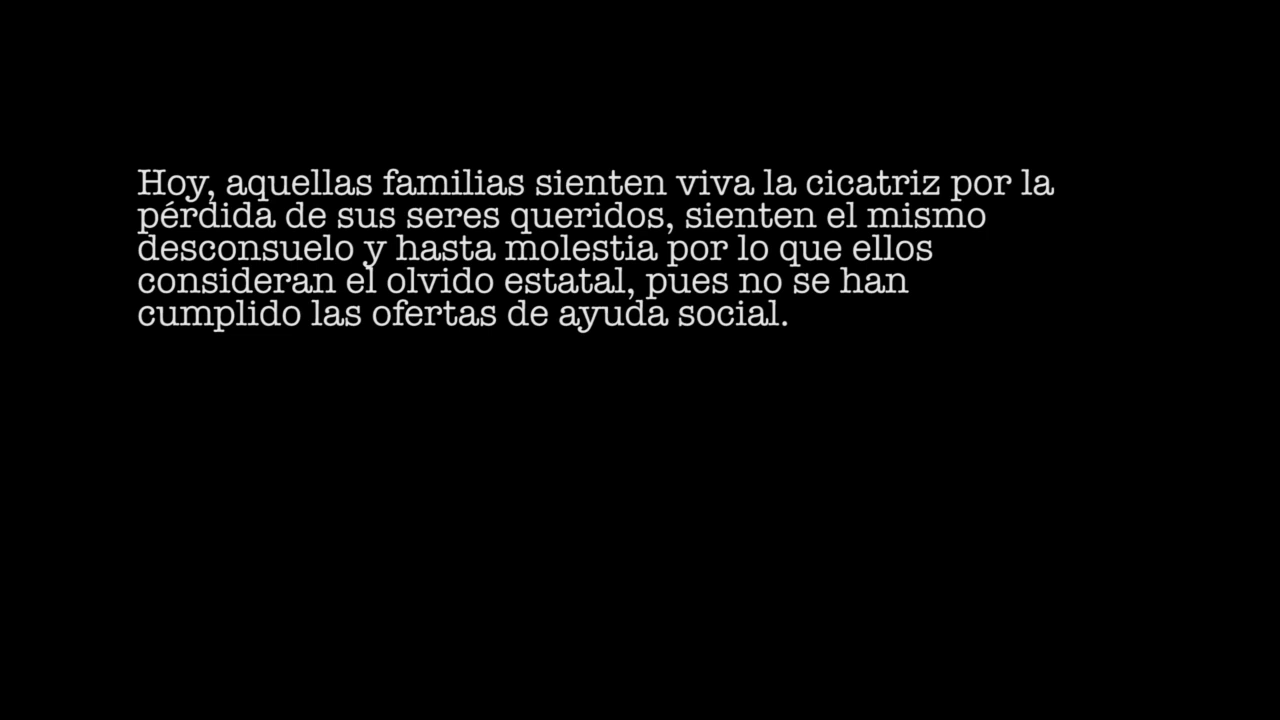 Hoy, aquellas familias sienten viva la cicatriz por la
pérdida de sus seres queridos, sienten el mismo
desconsuelo y hasta molestia por lo que ellos
consideran el olvido estatal, pues no se han
cumplido las ofertas de ayuda social.